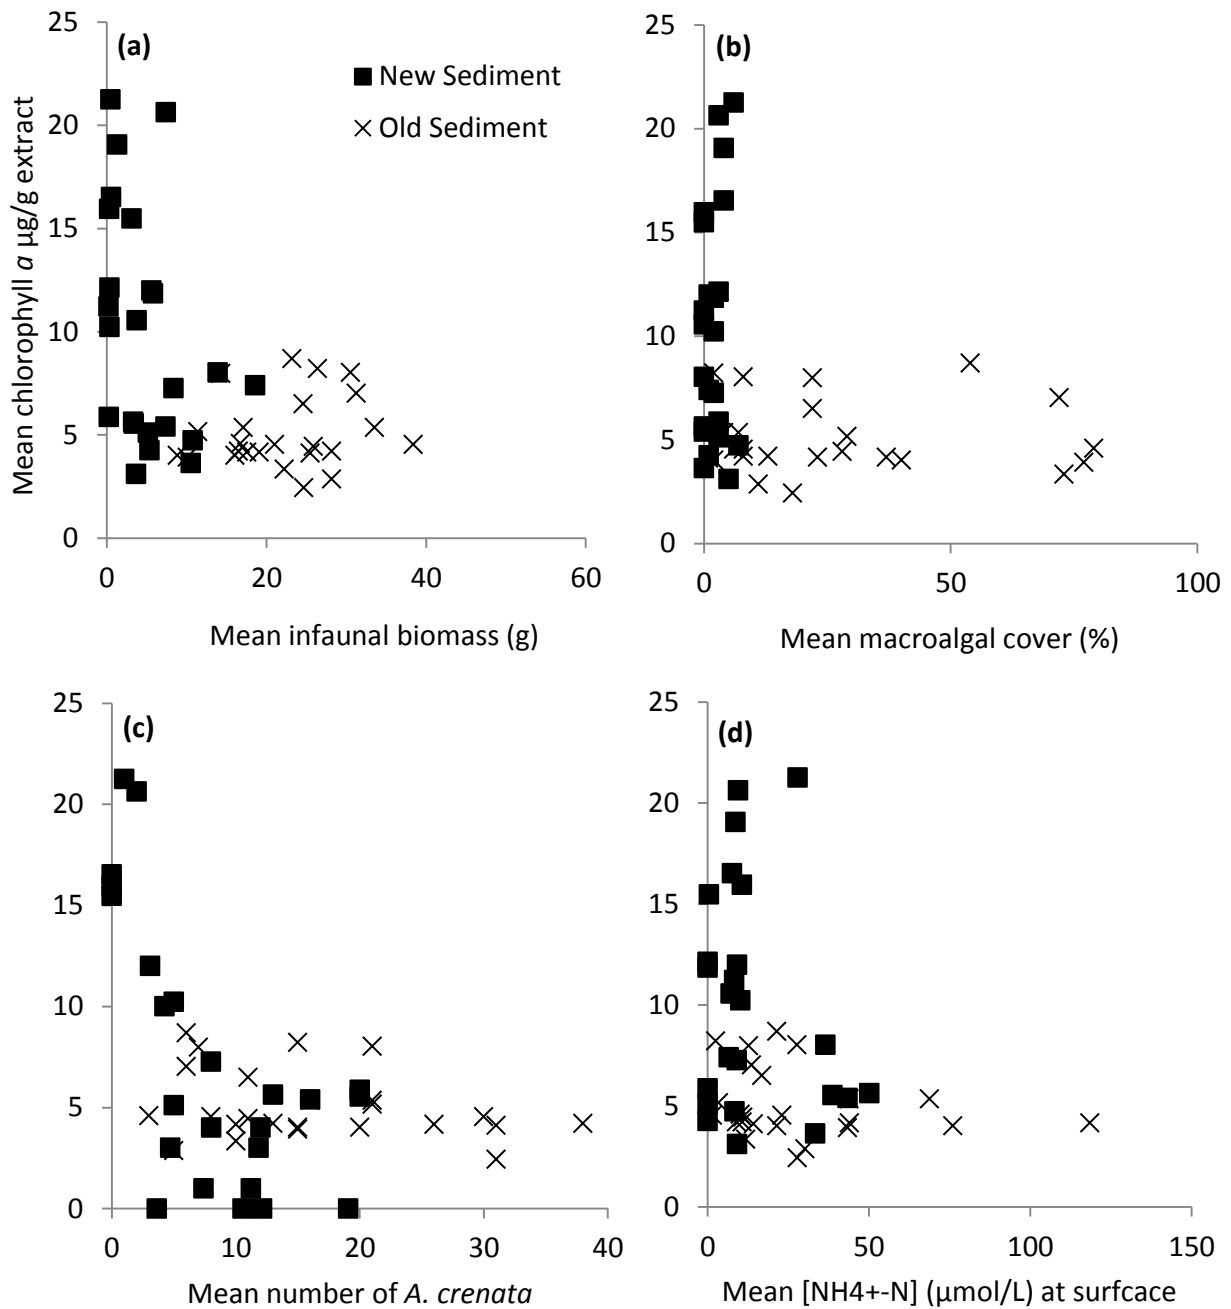 (a)
New Sediment
Old Sediment
25
20
15
10
5
0
0 20 40 60
Mean chlorophyll a µg/g extract
Mean infaunal biomass (g)
(b)
25
20
15
10
5
0
0 50 100
Mean macroalgal cover (%)
(c)
25
20
15
10
5
0
0 10 20 30 40
Mean number of A. crenata
(d)
25
20
15
10
5
0
0 50 100 150
Mean [NH4+-N] (µmol/L) at surfcace